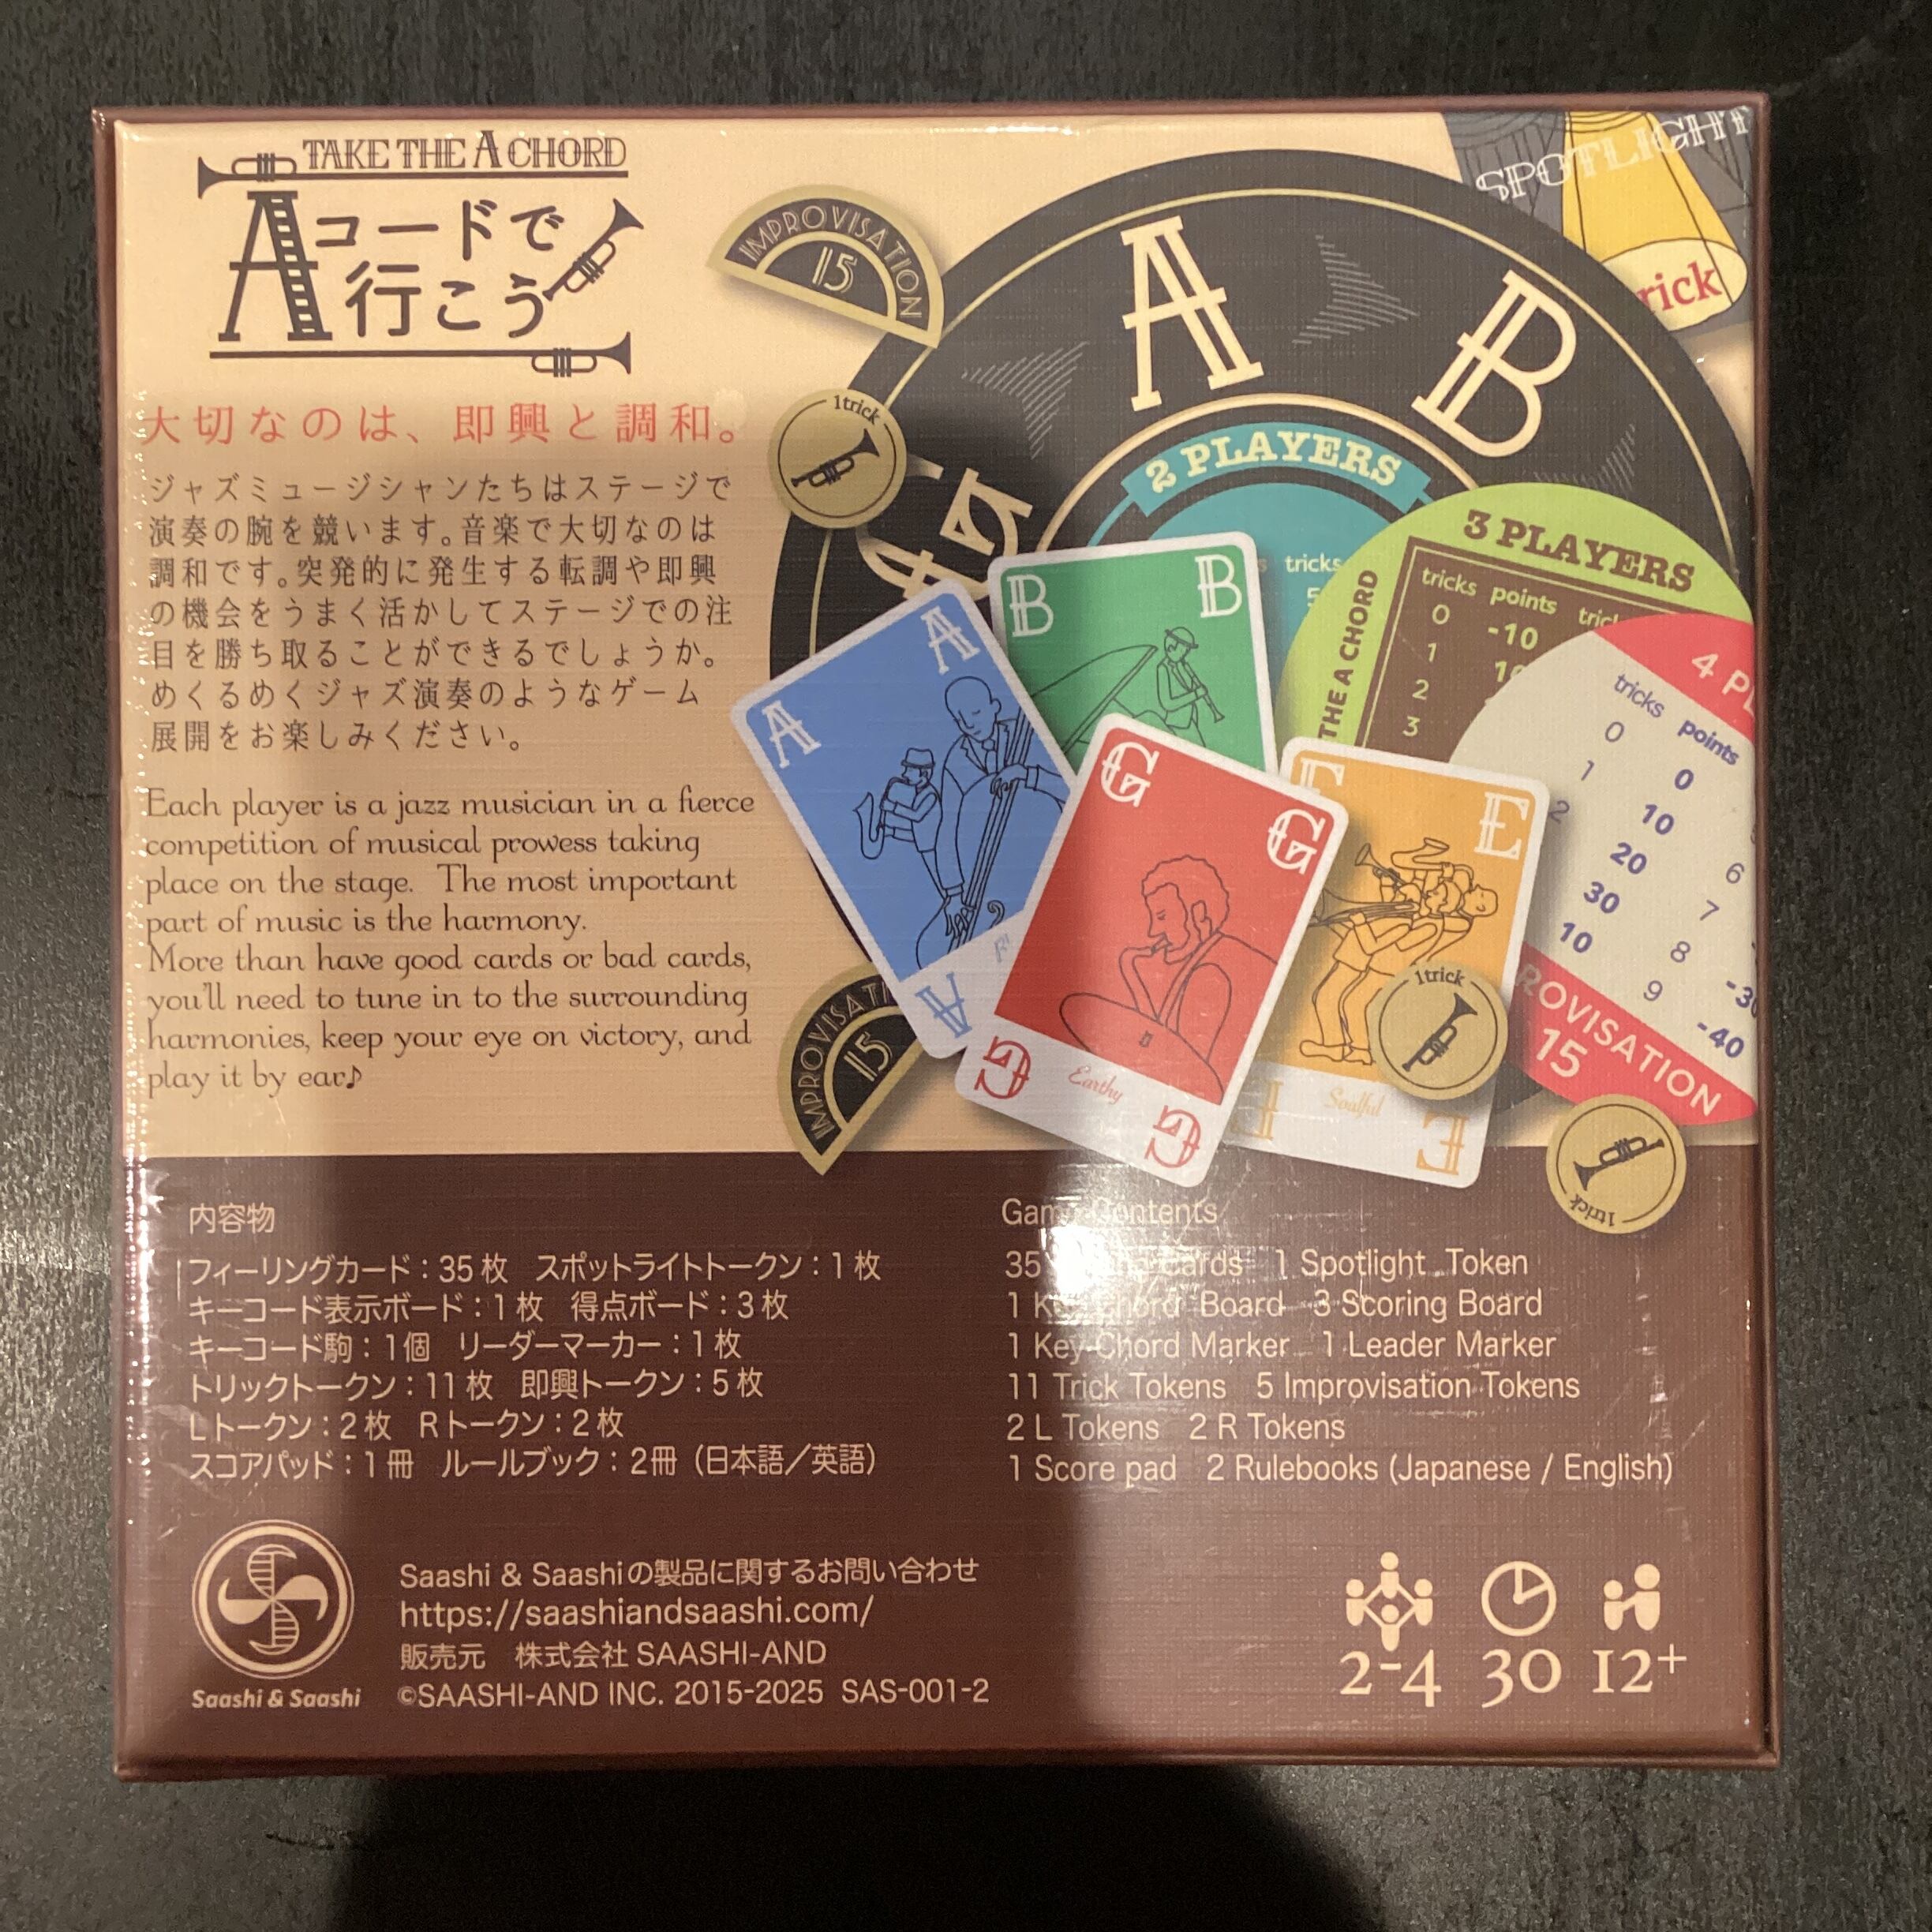 TAKE THE A CHORD
Aコードで
行こう
大切なのは、即興と調和。
ジャズミュージシャンたちはステージで
演奏の腕を競います。音楽で大切なのは
調和です。突発的に発生する転調や即興
の機会をうまく活かしてステージでの注
目を勝ち取ることができるでしょうか。
めくるめくジャズ演奏のようなゲーム
展開をお楽しみください。
Each player is a jazz musician in a fierce
competition of musical prowess taking
place on the stage. The most important
part of music is the harmony.
More than have good cards or bad cards,
you'll need to tune in to the surrounding
harmonies, keep your eye on victory, and
play it by ear♪
IMPROVISATION
15
SPOTLIGHT
A
B
G
1trick
2 PLAYERS
tricks
3 PLAYERS
THE A CHORD
tricks points
0 -10
1
2
3
tricks points
0 0
1 10
2 20
30
10
6
7
8
9
-40
15
A
A
A
B
B
G
G
Earthy
G
G
E
Soulful
E
E
1trick
1trick
IMPROVISATI
15
内容物
フィーリングカード：35枚 スポットライトトークン：1枚
キーコード表示ボード：1枚 得点ボード：3枚
キーコード駒：1個 リーダーマーカー：1枚
トリックトークン：11枚 即興トークン：5枚
Lトークン：2枚 Rトークン：2枚
スコアパッド：1冊 ルールブック：2冊（日本語／英語）
Game Contents
35 Cards 1 Spotlight Token
1 Key Chord Board 3 Scoring Board
1 Key Chord Marker 1 Leader Marker
11 Trick Tokens 5 Improvisation Tokens
2 L Tokens 2 R Tokens
1 Score pad 2 Rulebooks (Japanese / English)
Saashi & Saashi
Saashi & Saashiの製品に関するお問い合わせ
https://saashiandsaashi.com/
販売元 株式会社 SAASHI-AND
©SAASHI-AND INC. 2015-2025 SAS-001-2
2-4 30 12+